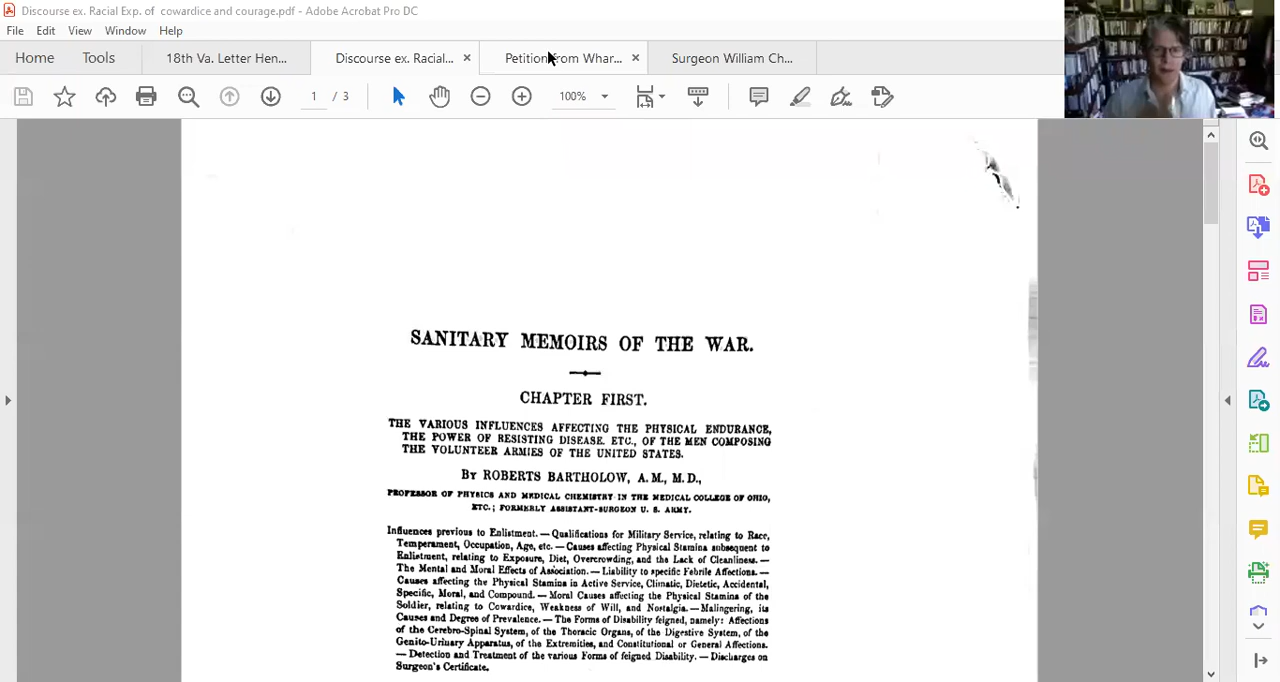 Discourse ex. Racial Exp. of  cowardice and courage.pdf - Adobe Acrobat Pro DC
File Edit View Window Help
Home Tools 18th Va. Letter Hen... Discourse ex. Racial... × Petition from Whar... × Surgeon William Ch...
1 / 3 100%
SANITARY MEMOIRS OF THE WAR.
CHAPTER FIRST.
THE VARIOUS INFLUENCES AFFECTING THE PHYSICAL ENDURANCE,
THE POWER OF RESISTING DISEASE, ETC., OF THE MEN COMPOSING
THE VOLUNTEER ARMIES OF THE UNITED STATES.
By ROBERTS BARTHOLOW, A.M., M.D.,
PROFESSOR OF PHYSICS AND MEDICAL CHEMISTRY IN THE MEDICAL COLLEGE OF OHIO,
ETC.; FORMERLY ASSISTANT-SURGEON U. S. ARMY.
Influences previous to Enlistment. — Qualifications for Military Service, relating to Race,
Temperament, Occupation, Age, etc. — Causes affecting Physical Stamina subsequent to
Enlistment, relating to Exposure, Diet, Overcrowding, and the Lack of Cleanliness. —
The Mental and Moral Effects of Association. — Liability to specific Febrile Affections. —
Causes affecting the Physical Stamina in Active Service, Climatic, Dietetic, Accidental,
Specific, Moral, and Compound. — Moral Causes affecting the Physical Stamina of the
Soldier, relating to Cowardice, Weakness of Will, and Nostalgia. — Malingering, its
Causes and Degree of Prevalence. — The Forms of Disability feigned, namely: Affections
of the Cerebro-Spinal System, of the Thoracic Organs, of the Digestive System, of the
Genito-Urinary Apparatus, of the Extremities, and Constitutional or General Affections.
— Detection and Treatment of the various Forms of feigned Disability. — Discharges on
Surgeon's Certificate.